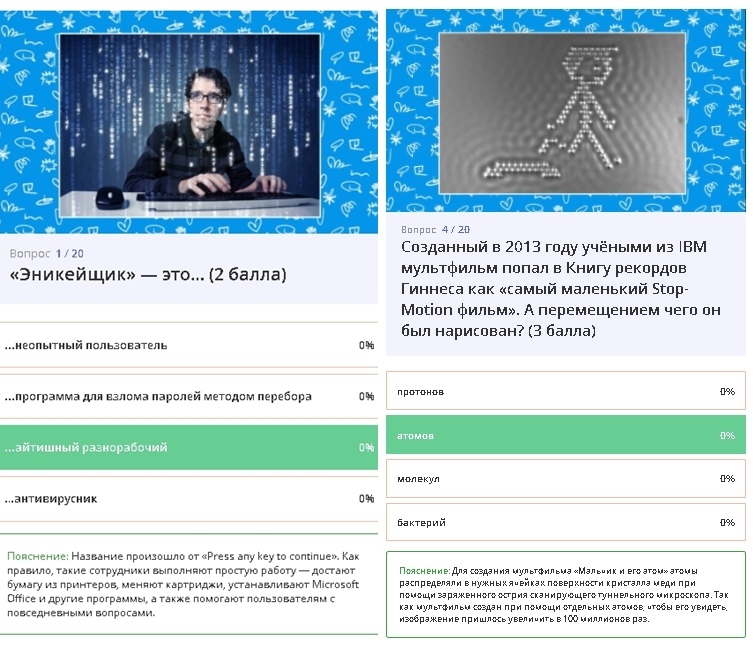 Вопрос 1 / 20
«Эникейщик» — это... (2 балла)
...неопытный пользователь 0%
...программа для взлома паролей методом перебора 0%
...айтишный разнорабочий 0%
...антивирусник 0%
Пояснение: Название произошло от «Press any key to continue». Как
правило, такие сотрудники выполняют простую работу — достают
бумагу из принтеров, меняют картриджи, устанавливают Microsoft
Office и другие программы, а также помогают пользователям с
повседневными вопросами.
Вопрос 4 / 20
Созданный в 2013 году учёными из IBM
мультфильм попал в Книгу рекордов
Гиннеса как «самый маленький Stop-
Motion фильм». А перемещением чего он
был нарисован? (3 балла)
протонов 0%
атомов 0%
молекул 0%
бактерий 0%
Пояснение: Для создания мультфильма «Мальчик и его атом» атомы
распределяли в нужных ячейках поверхности кристалла меди при
помощи заряженного острия сканирующего туннельного микроскопа. Так
как мультфильм создан при помощи отдельных атомов, чтобы его увидеть,
изображение пришлось увеличить в 100 миллионов раз.